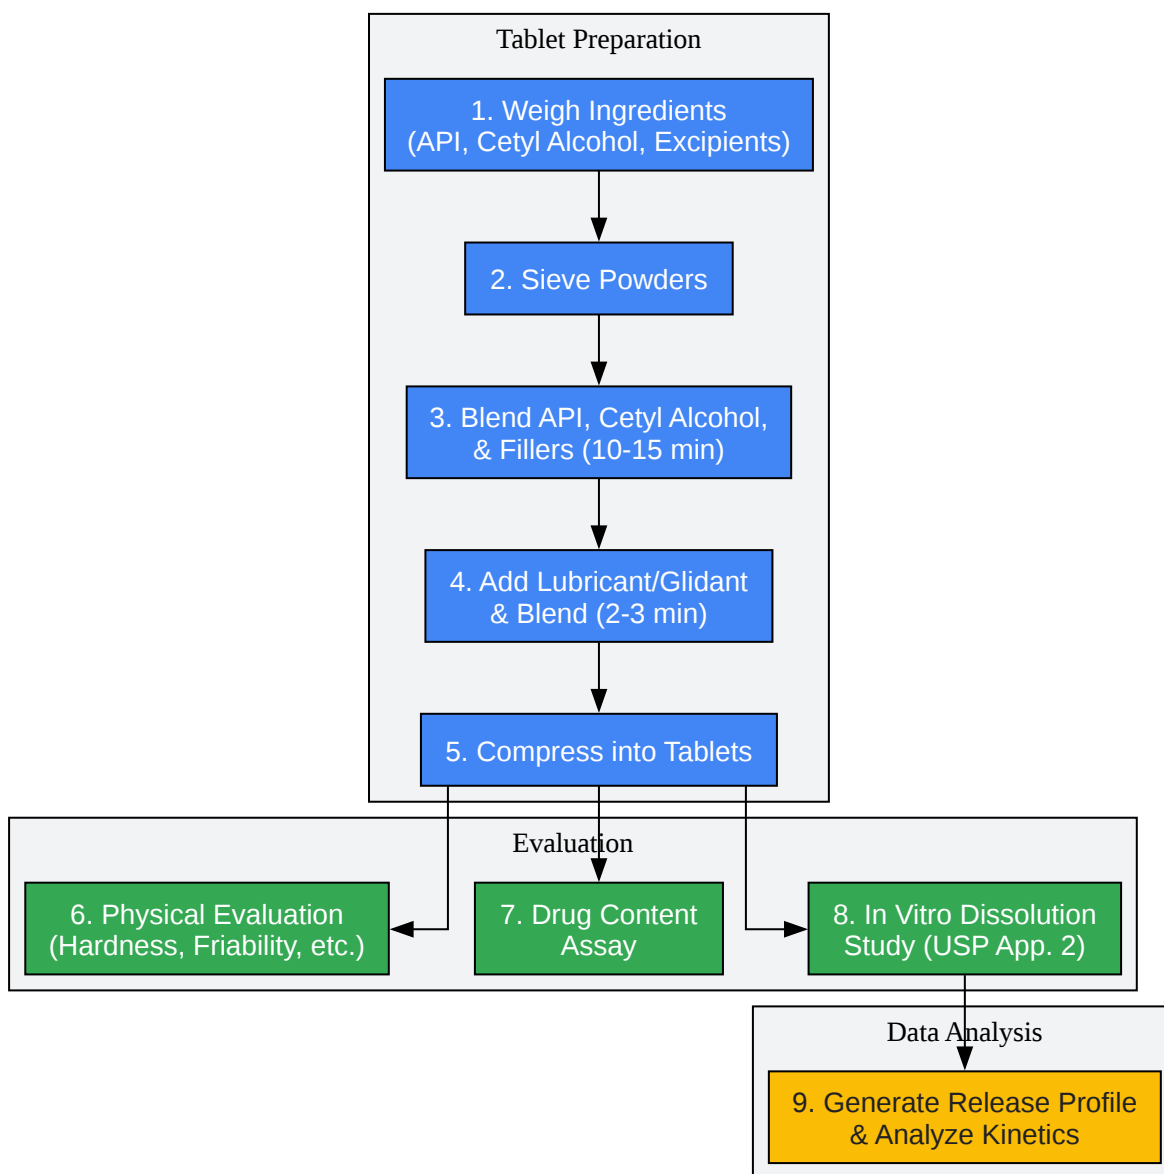 Tablet Preparation
1. Weigh Ingredients
(API, Cetyl Alcohol, Excipients)
2. Sieve Powders
3. Blend API, Cetyl Alcohol,
& Fillers (10-15 min)
4. Add Lubricant/Glidant
& Blend (2-3 min)
5. Compress into Tablets
Evaluation
6. Physical Evaluation
(Hardness, Friability, etc.)
7. Drug Content
Assay
8. In Vitro Dissolution
Study (USP App. 2)
Data Analysis
9. Generate Release Profile
& Analyze Kinetics